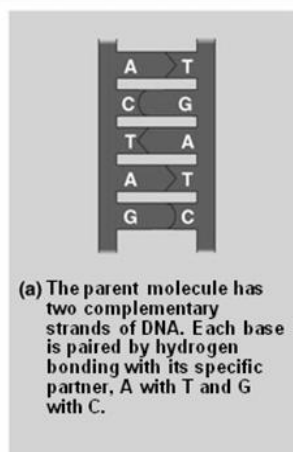 A T
C G
T A
A T
G C
(a) The parent molecule has
two complementary
strands of DNA. Each base
is paired by hydrogen
bonding with its specific
partner, A with T and G
with C.